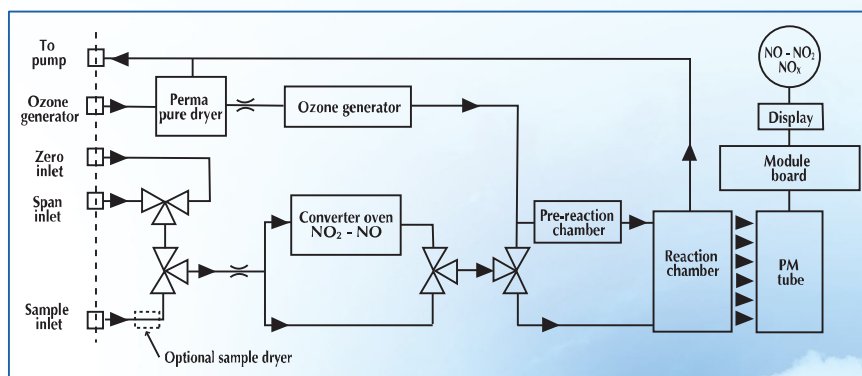 To
pump
Ozone
generator
Zero
inlet
Span
inlet
Sample
inlet
Perma
pure dryer
Ozone generator
Converter oven
NO₂ - NO
Optional sample dryer
Pre-reaction
chamber
Reaction
chamber
NO - NO₂
NOₓ
Display
Module
board
PM
tube